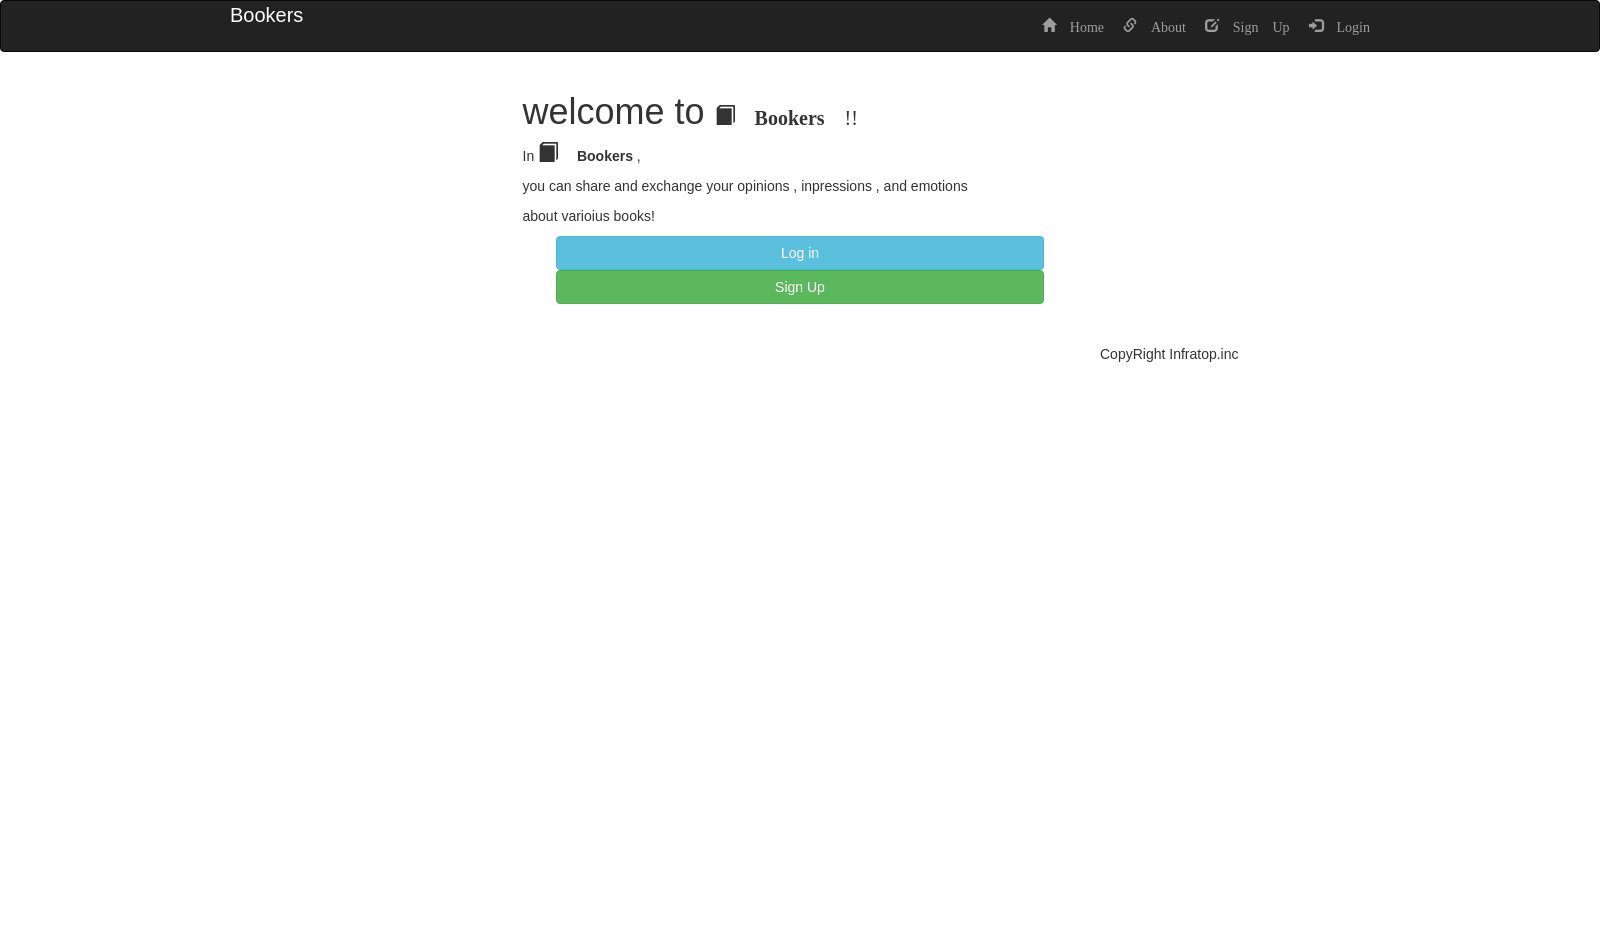 Bookers
Home About Sign Up Login
welcome to Bookers !!
In Bookers ,
you can share and exchange your opinions , inpressions , and emotions
about varioius books!
Log in
Sign Up
CopyRight Infratop.inc